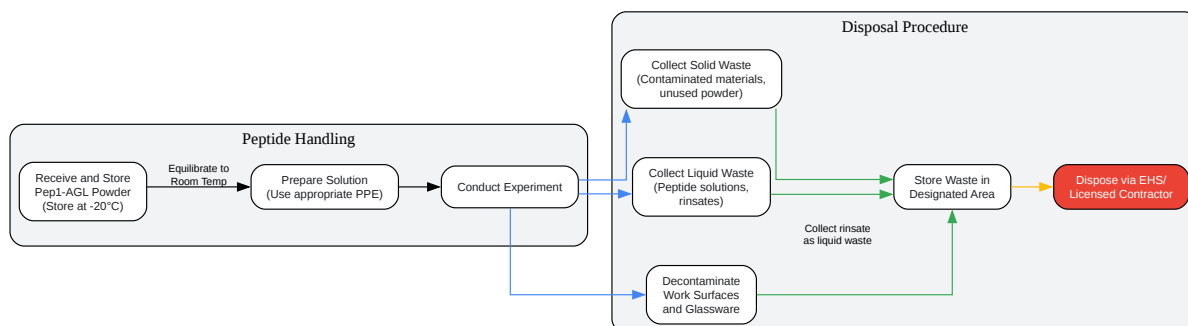 Disposal Procedure
Collect Solid Waste
(Contaminated materials,
unused powder)
Peptide Handling
Receive and Store
Pep1-AGL Powder
(Store at -20°C)
Equilibrate to
Room Temp
Prepare Solution
(Use appropriate PPE)
Conduct Experiment
Collect Liquid Waste
(Peptide solutions,
rinsates)
Store Waste in
Designated Area
Dispose via EHS/
Licensed Contractor
Collect rinsate
as liquid waste
Decontaminate
Work Surfaces
and Glassware